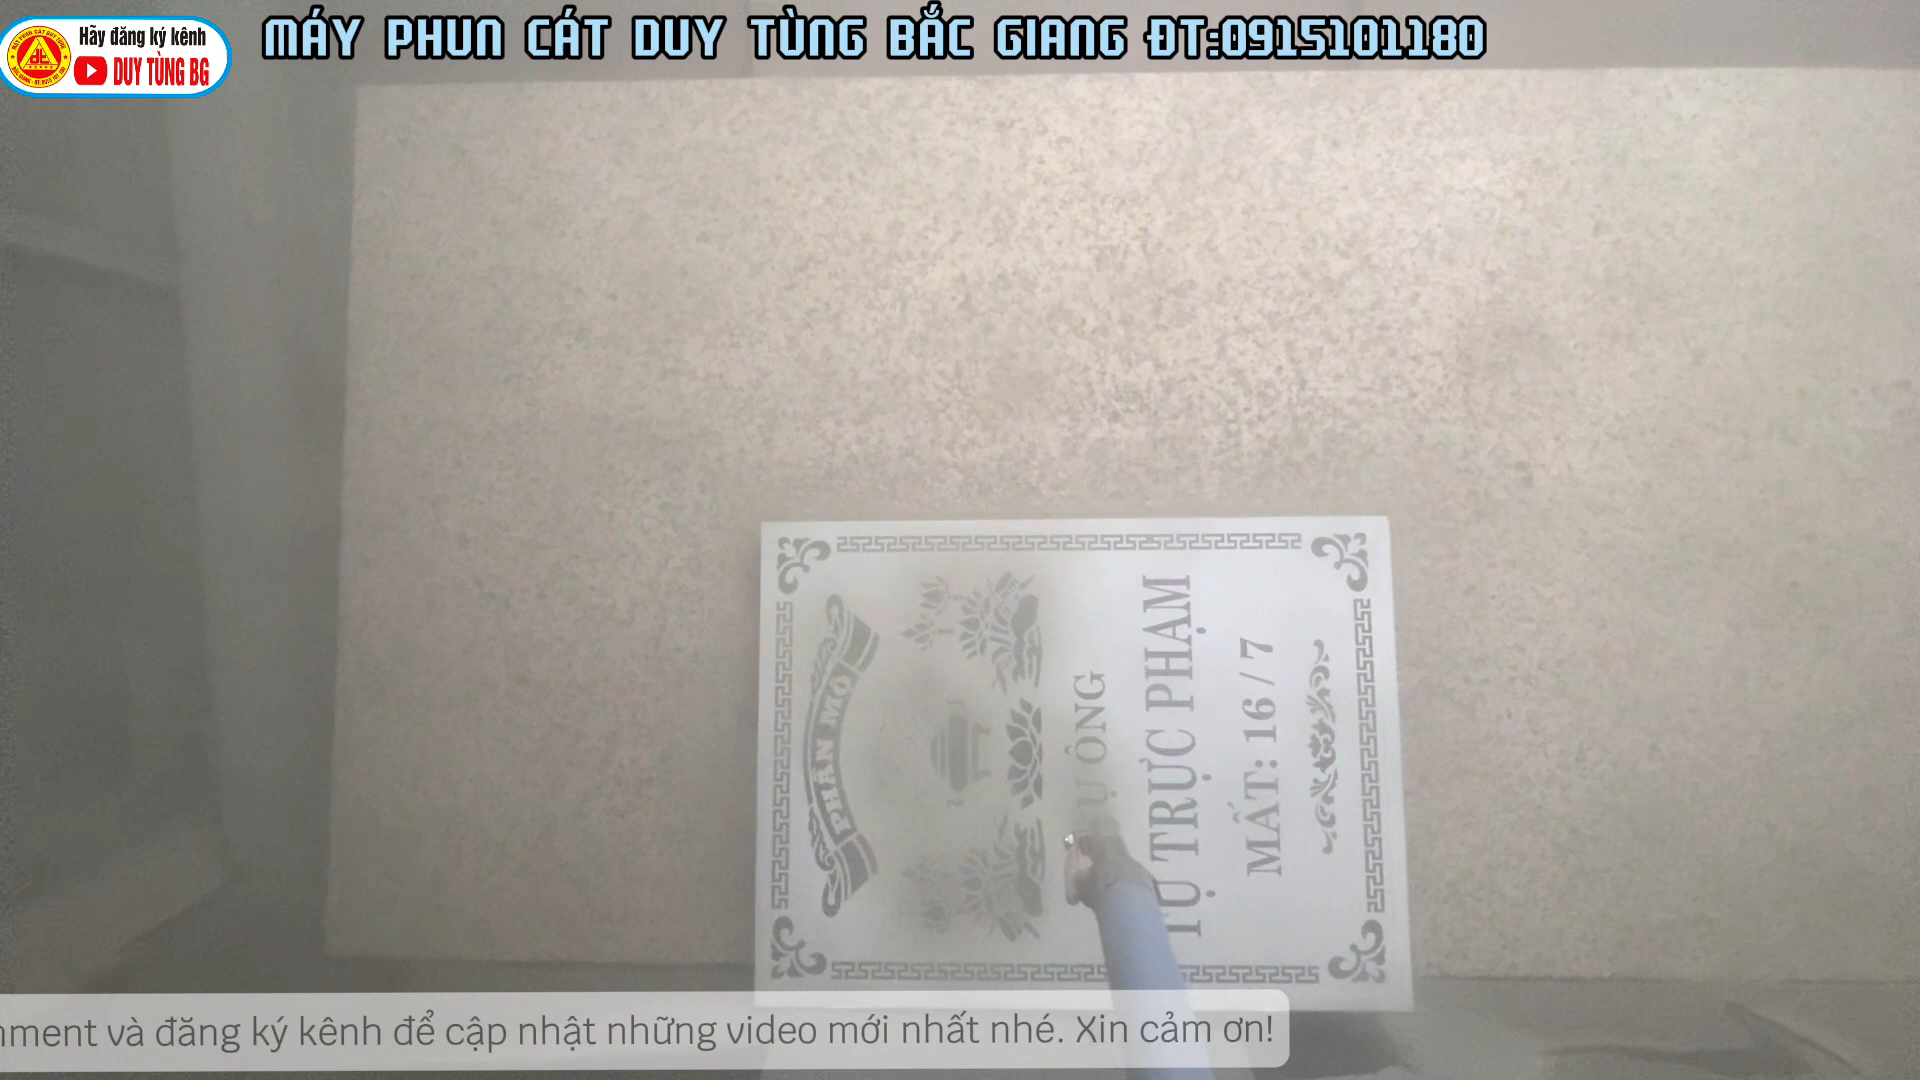 Hãy đăng ký kênh
DUY TÙNG BG
MÁY PHUN CÁT DUY TÙNG BẮC GIANG ĐT:0915101180
PHẦN MỘ
ỤÔNG
TỰ TRỰC PHẠM
MẤT: 16 / 7
và đăng ký kênh để cập nhật những video mới nhất nhé. Xin cảm ơn!